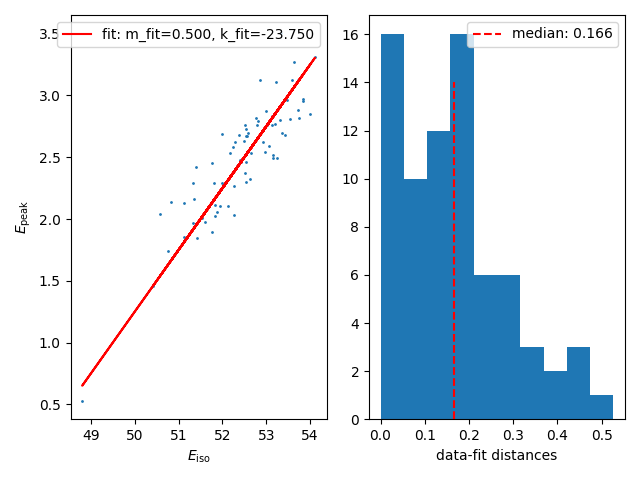 fit: m_fit=0.500, k_fit=-23.750
3.5
3.0
2.5
2.0
1.5
1.0
0.5
E_peak
49 50 51 52 53 54
E_iso
median: 0.166
16
14
12
10
8
6
4
2
0
0.0 0.1 0.2 0.3 0.4 0.5
data-fit distances